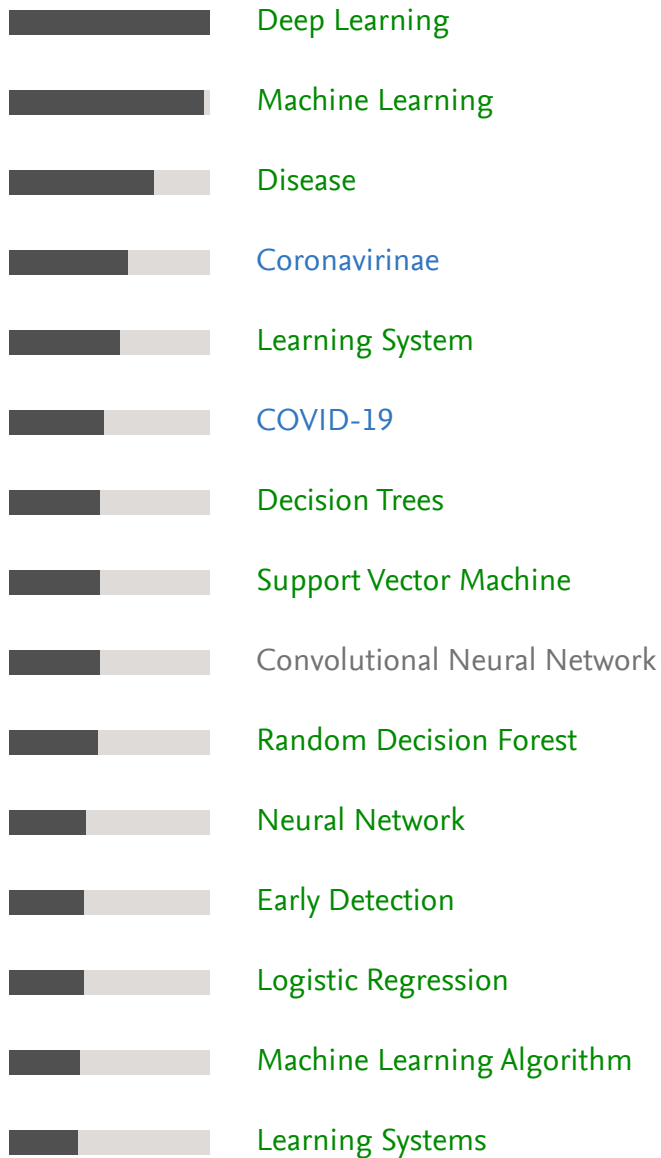 Deep Learning
Machine Learning
Disease
Coronavirinae
Learning System
COVID-19
Decision Trees
Support Vector Machine
Convolutional Neural Network
Random Decision Forest
Neural Network
Early Detection
Logistic Regression
Machine Learning Algorithm
Learning Systems